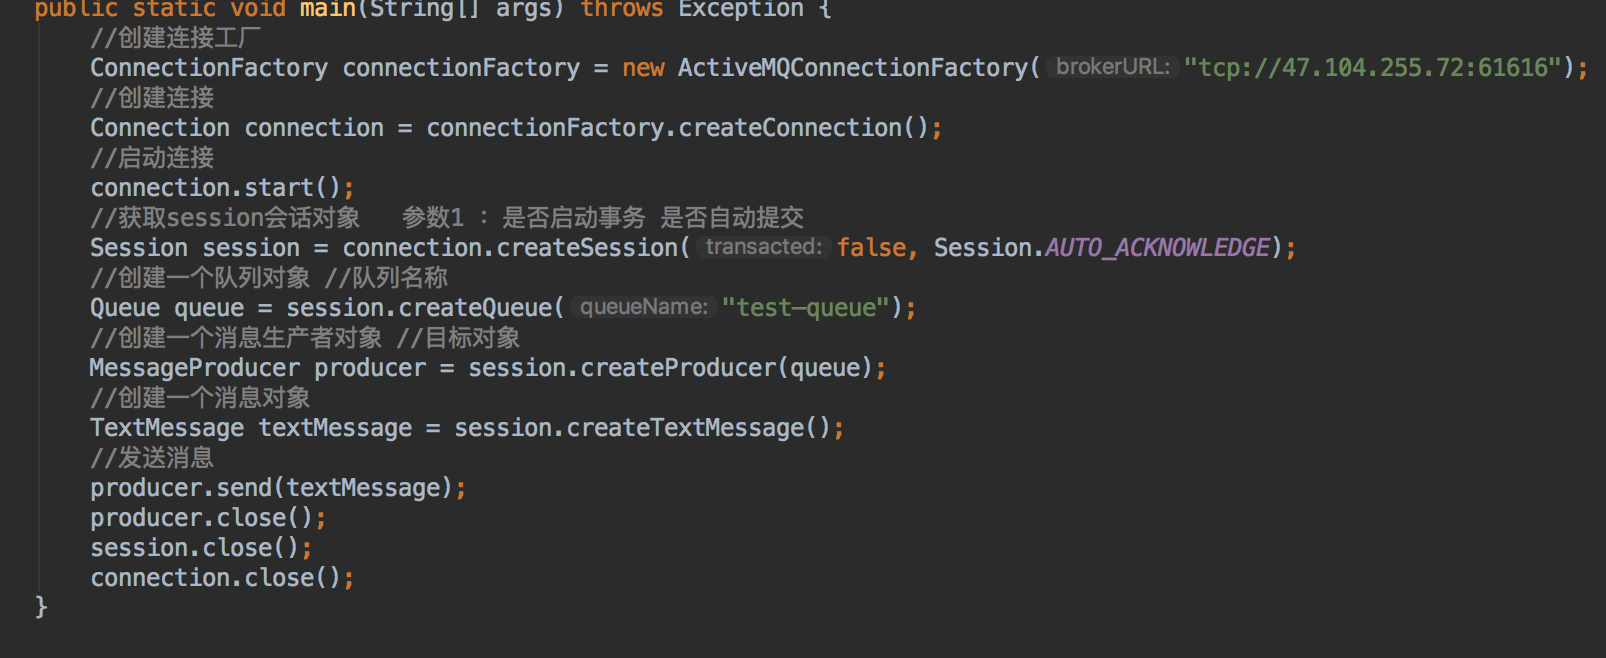 public static void main(String[] args) throws Exception {
//创建连接工厂
ConnectionFactory connectionFactory = new ActiveMQConnectionFactory( brokerURL: "tcp://47.104.255.72:61616");
//创建连接
Connection connection = connectionFactory.createConnection();
//启动连接
connection.start();
//获取session会话对象   参数1 : 是否启动事务 是否自动提交
Session session = connection.createSession( transacted: false, Session.AUTO_ACKNOWLEDGE);
//创建一个队列对象 //队列名称
Queue queue = session.createQueue( queueName: "test-queue");
//创建一个消息生产者对象 //目标对象
MessageProducer producer = session.createProducer(queue);
//创建一个消息对象
TextMessage textMessage = session.createTextMessage();
//发送消息
producer.send(textMessage);
producer.close();
session.close();
connection.close();
}